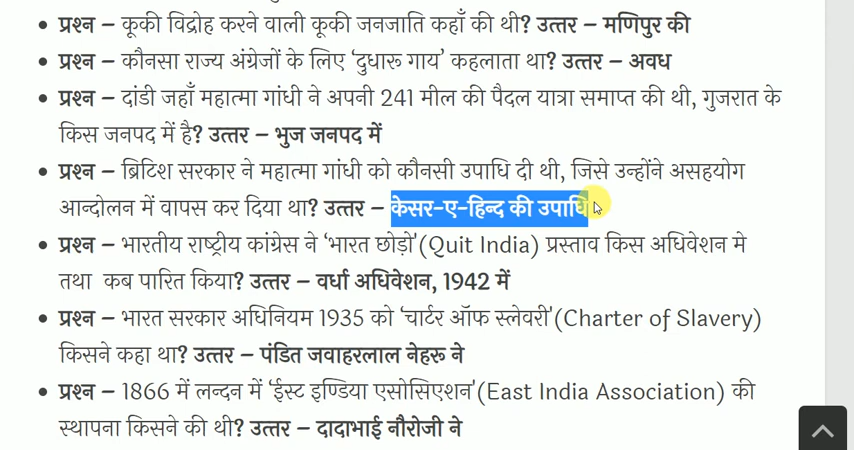 प्रश्न – कूकी विद्रोह करने वाली कूकी जनजाति कहाँ की थी? उत्तर – मणिपुर की
प्रश्न – कौनसा राज्य अंग्रेजों के लिए ‘दुधारू गाय’ कहलाता था? उत्तर – अवध
प्रश्न – दांडी जहाँ महात्मा गांधी ने अपनी 241 मील की पैदल यात्रा समाप्त की थी, गुजरात के
किस जनपद में है? उत्तर – भुज जनपद में
प्रश्न – ब्रिटिश सरकार ने महात्मा गांधी को कौनसी उपाधि दी थी, जिसे उन्होंने असहयोग
आन्दोलन में वापस कर दिया था? उत्तर – केसर-ए-हिन्द की उपाधि
प्रश्न – भारतीय राष्ट्रीय कांग्रेस ने ‘भारत छोड़ो'(Quit India) प्रस्ताव किस अधिवेशन मे
तथा कब पारित किया? उत्तर – वर्धा अधिवेशन, 1942 में
प्रश्न – भारत सरकार अधिनियम 1935 को ‘चार्टर ऑफ स्लेवरी'(Charter of Slavery)
किसने कहा था? उत्तर – पंडित जवाहरलाल नेहरू ने
प्रश्न – 1866 में लन्दन में ‘ईस्ट इण्डिया एसोसिएशन'(East India Association) की
स्थापना किसने की थी? उत्तर – दादाभाई नौरोजी ने